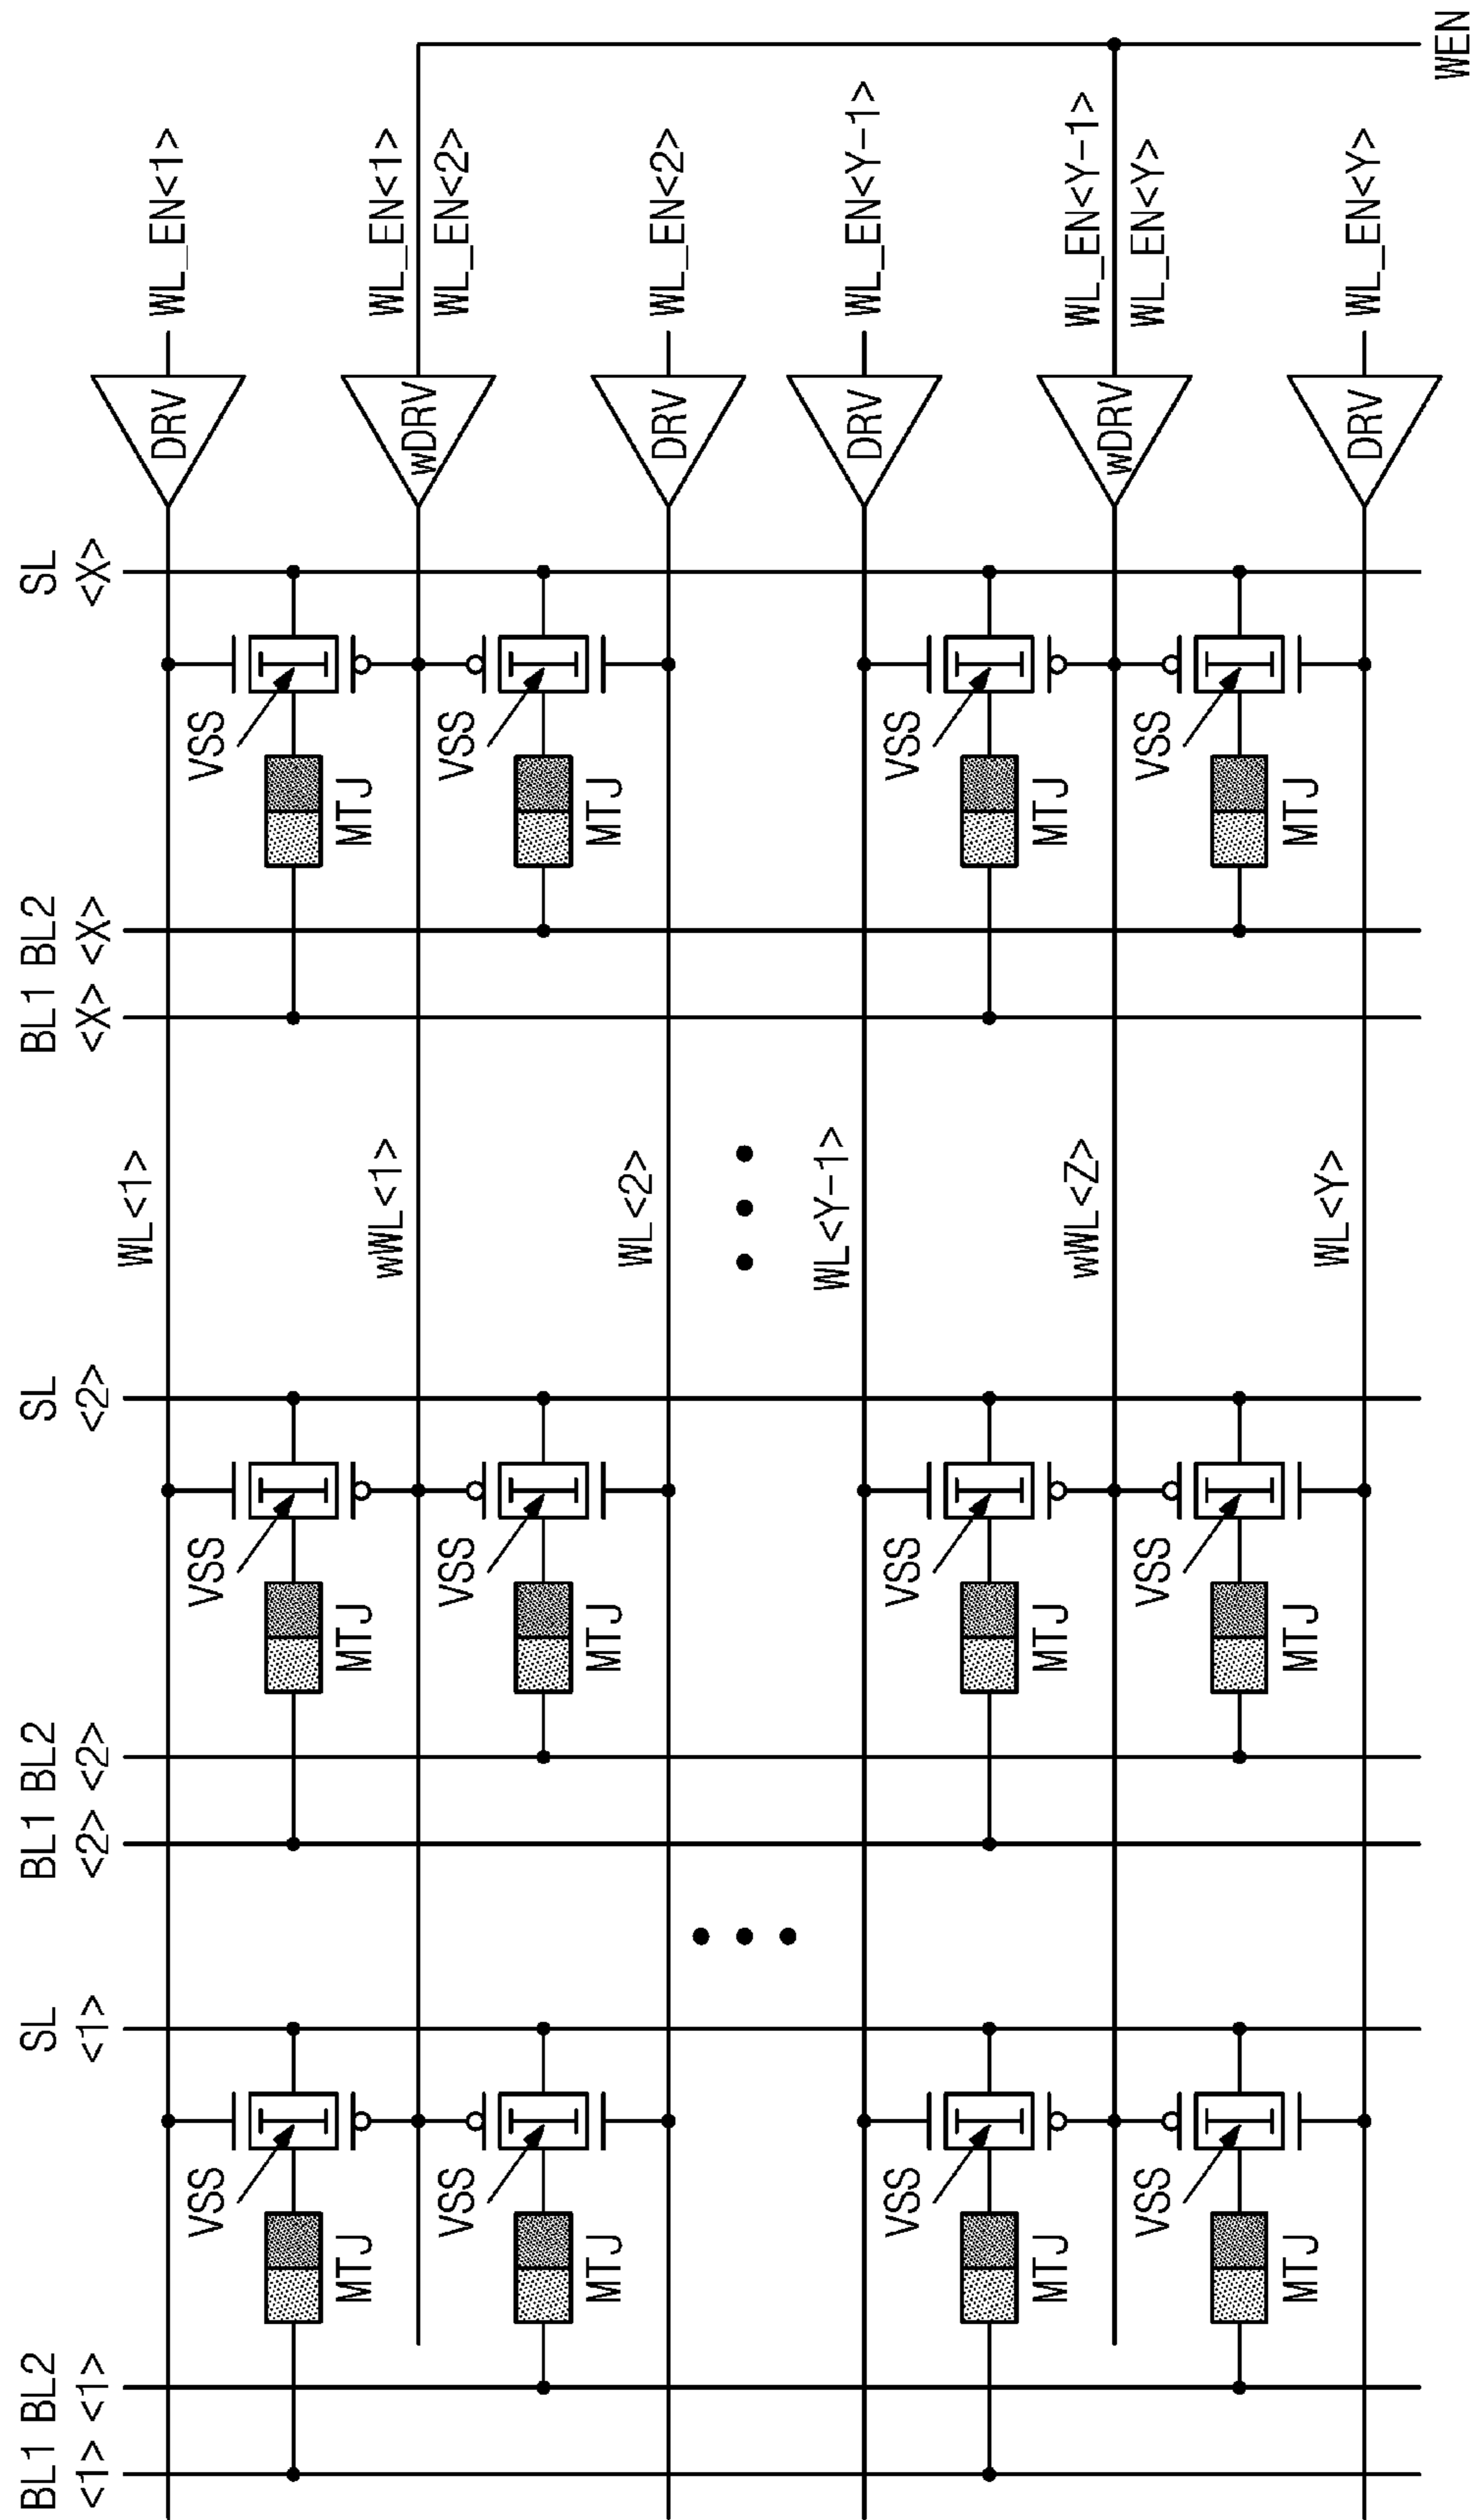 BL1 BL2 SL BL1 BL2 SL BL1 BL2 SL
<1> <1> <1> <2> <2> <2> <X> <X> <X>
WL<1>
DRV WL_EN<1>
VSS VSS VSS
MTJ MTJ MTJ
wWL<1> WL_EN<1>
wDRV
WL_EN<2>
VSS VSS VSS
MTJ MTJ MTJ
WL<2>
DRV WL_EN<2>
WL<Y-1>
DRV WL_EN<Y-1>
VSS VSS VSS
MTJ MTJ MTJ
wWL<Z> WL_EN<Y-1>
wDRV
WL_EN<Y>
VSS VSS VSS
MTJ MTJ MTJ
WL<Y>
DRV WL_EN<Y>
WEN